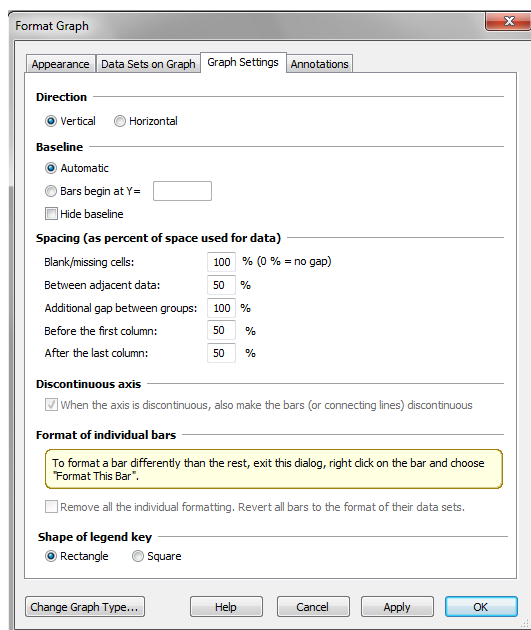 Format Graph
Appearance
Data Sets on Graph
Graph Settings
Annotations
Direction
Vertical
Horizontal
Baseline
Automatic
Bars begin at Y=
Hide baseline
Spacing (as percent of space used for data)
Blank/missing cells: 100 % (0 % = no gap)
Between adjacent data: 50 %
Additional gap between groups: 100 %
Before the first column: 50 %
After the last column: 50 %
Discontinuous axis
When the axis is discontinuous, also make the bars (or connecting lines) discontinuous
Format of individual bars
To format a bar differently than the rest, exit this dialog, right click on the bar and choose
"Format This Bar".
Remove all the individual formatting. Revert all bars to the format of their data sets.
Shape of legend key
Rectangle
Square
Change Graph Type...
Help
Cancel
Apply
OK